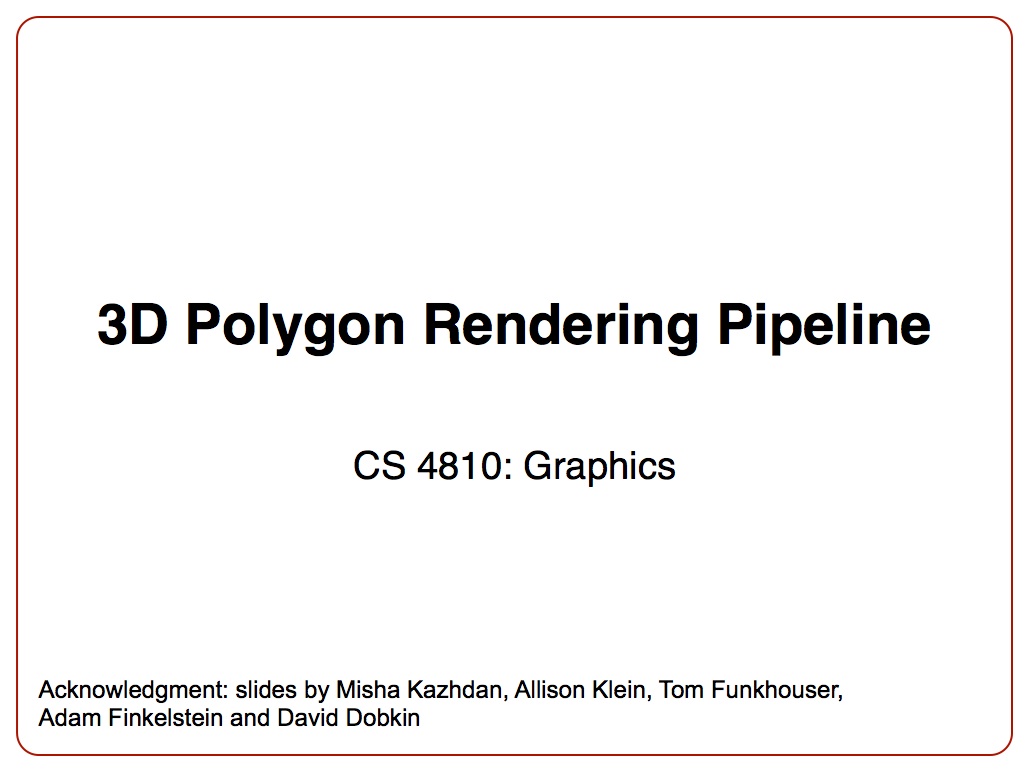 3D Polygon Rendering Pipeline
CS 4810: Graphics
Acknowledgment: slides by Misha Kazhdan, Allison Klein, Tom Funkhouser,
Adam Finkelstein and David Dobkin